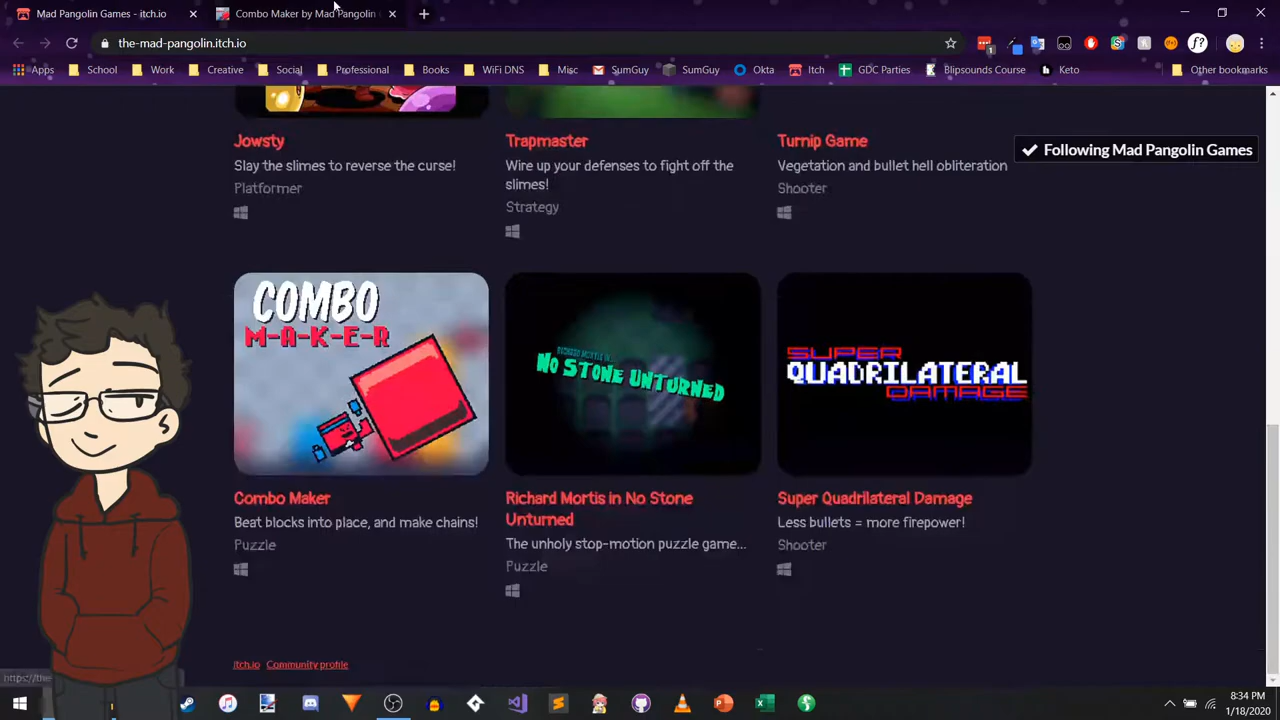 Mad Pangolin Games - itch.io
Combo Maker by Mad Pangolin
the-mad-pangolin.itch.io
Apps School Work Creative Social Professional Books WiFi DNS Misc SumGuy SumGuy Okta Itch GDC Parties Blipsounds Course Keto Other bookmarks
Following Mad Pangolin Games
Jowsty
Slay the slimes to reverse the curse!
Platformer
Trapmaster
Wire up your defenses to fight off the
slimes!
Strategy
Turnip Game
Vegetation and bullet hell obliteration
Shooter
COMBO
M-A-K-E-R
Combo Maker
Beat blocks into place, and make chains!
Puzzle
RICHARD MORTIS IN...
NO STONE UNTURNED
Richard Mortis in No Stone
Unturned
The unholy stop-motion puzzle game...
Puzzle
SUPER
QUADRILATERAL
DAMAGE
Super Quadrilateral Damage
Less bullets = more firepower!
Shooter
itch.io Community profile
https://the
8:34 PM
1/18/2020